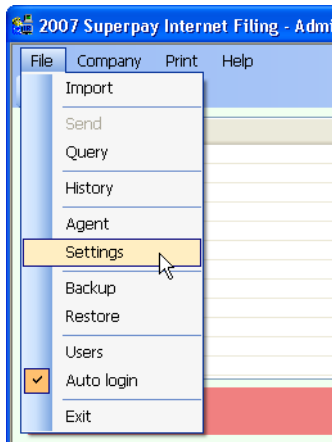 2007 Superpay Internet Filing - Admi
File Company Print Help
Import
Send
Query
History
Agent
Settings
Backup
Restore
Users
Auto login
Exit